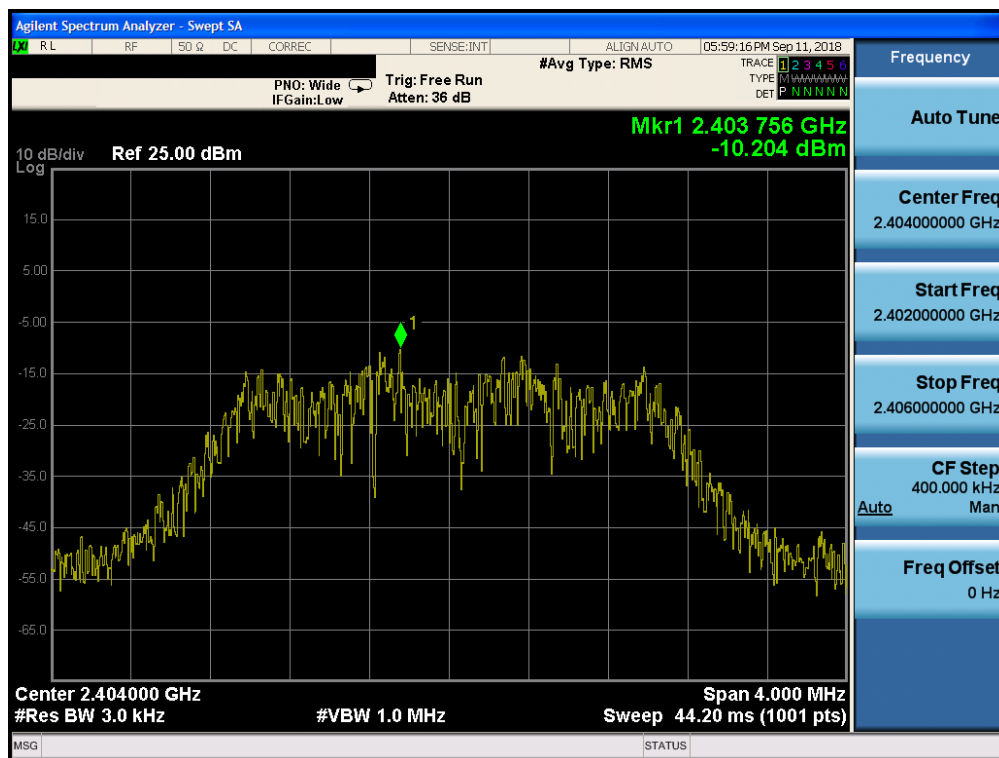 Agilent Spectrum Analyzer - Swept SA
LXI RL RF 50 Ω DC CORREC SENSE:INT ALIGN AUTO 05:59:16 PM Sep 11, 2018
PNO: Wide
IFGain:Low
Trig: Free Run
Atten: 36 dB
#Avg Type: RMS
TRACE 1 2 3 4 5 6
TYPE M WWWWW
DET P N N N N N
Mkr1 2.403 756 GHz
-10.204 dBm
10 dB/div Ref 25.00 dBm
Log
15.0
5.00
-5.00
-15.0
-25.0
-35.0
-45.0
-55.0
-65.0
1
Center 2.404000 GHz Span 4.000 MHz
#Res BW 3.0 kHz #VBW 1.0 MHz Sweep 44.20 ms (1001 pts)
MSG STATUS
Frequency
Auto Tune
Center Freq
2.404000000 GHz
Start Freq
2.402000000 GHz
Stop Freq
2.406000000 GHz
CF Step
400.000 kHz
Auto Man
Freq Offset
0 Hz